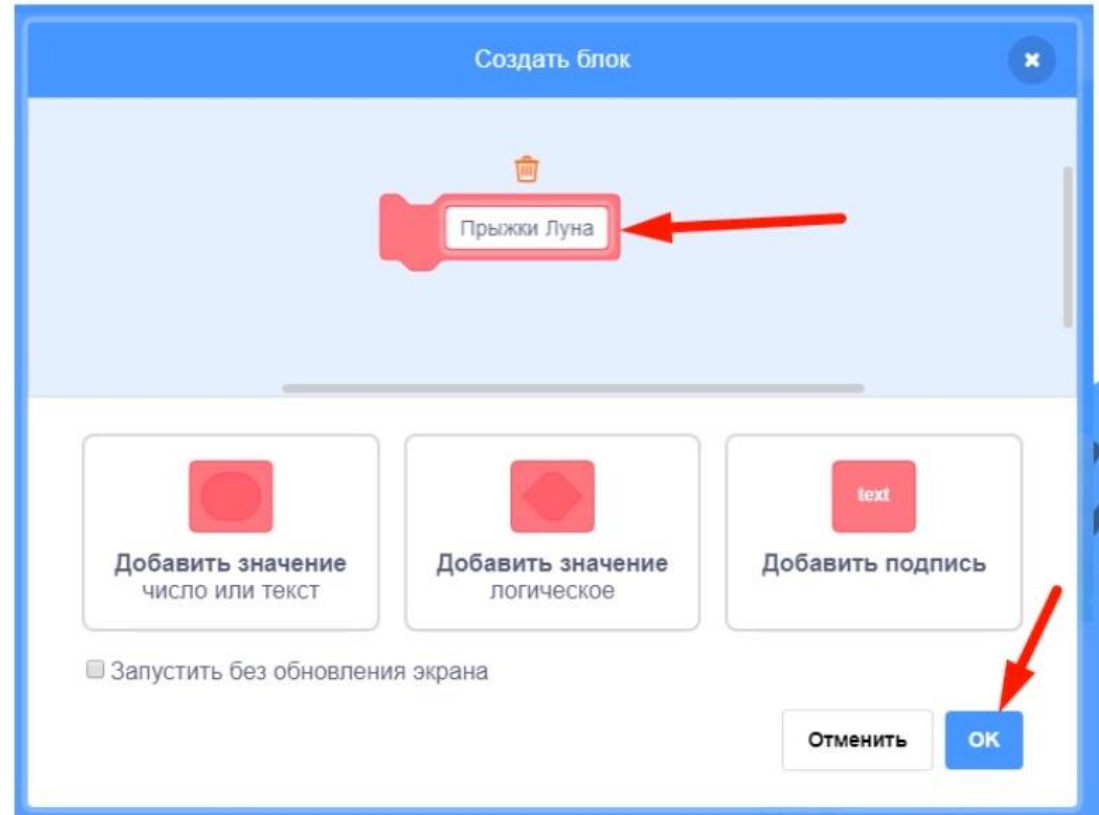 Создать блок
Прыжки Луна
text
Добавить значение
число или текст
Добавить значение
логическое
Добавить подпись
Запустить без обновления экрана
Отменить
OK